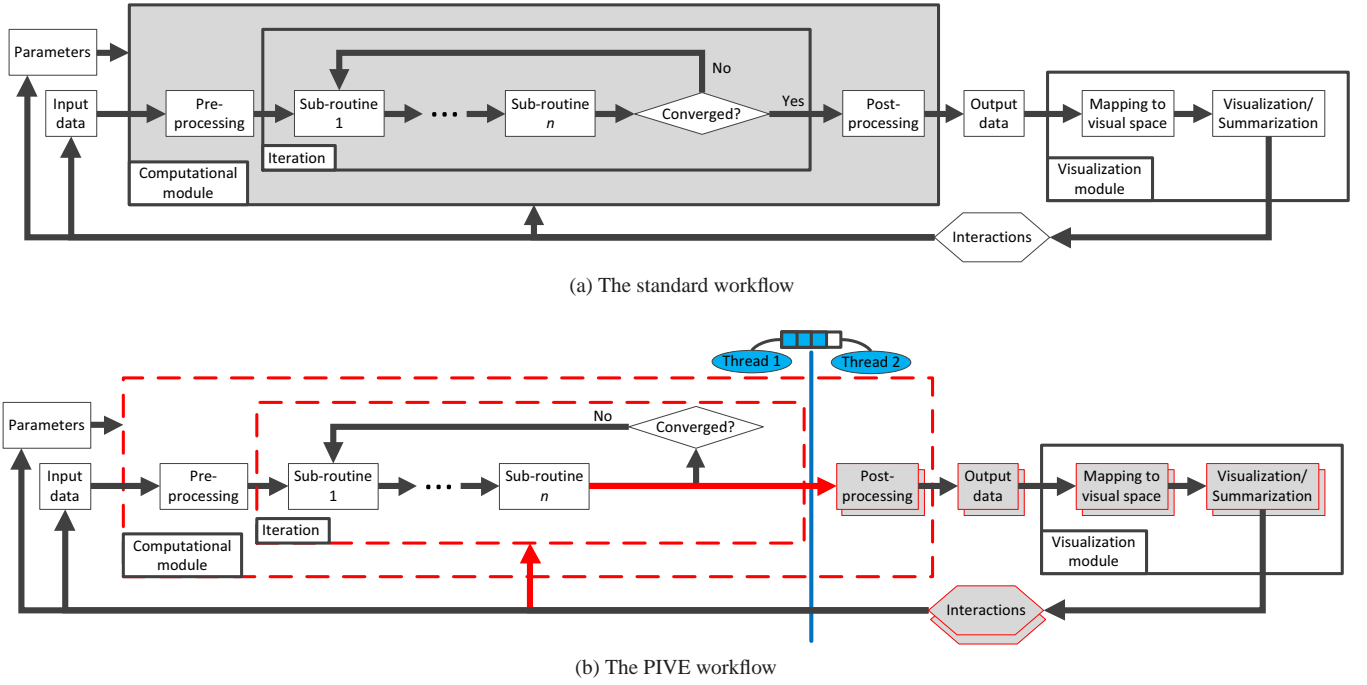 Parameters
Input
data
Pre-
processing
Sub-routine
1
...
Sub-routine
n
No
Converged?
Yes
Post-
processing
Output
data
Mapping to
visual space
Visualization/
Summarization
Iteration
Computational
module
Visualization
module
Interactions
(a) The standard workflow
Thread 1
Thread 2
Parameters
Input
data
Pre-
processing
Sub-routine
1
...
Sub-routine
n
No
Converged?
Post-
processing
Output
data
Mapping to
visual space
Visualization/
Summarization
Iteration
Computational
module
Visualization
module
Interactions
(b) The PIVE workflow